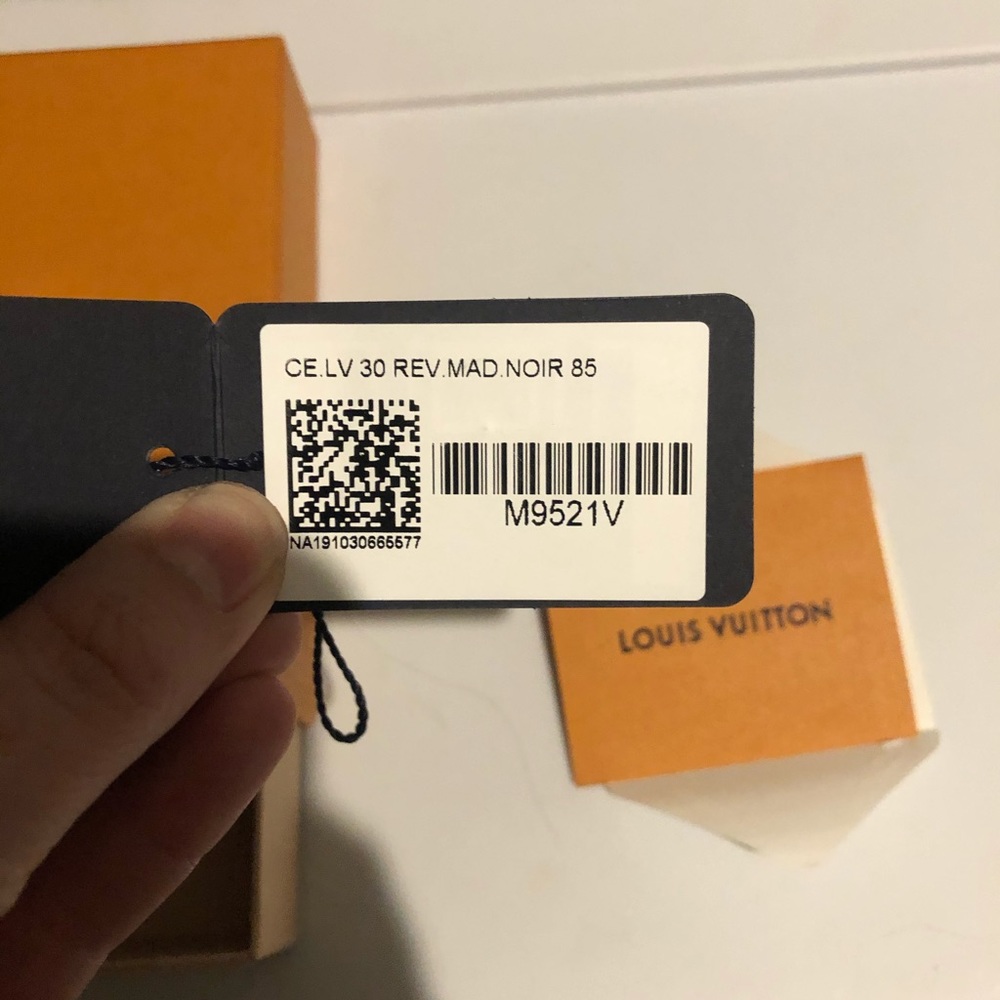 CE.LV 30 REV.MAD.NOIR 85
M9521V
NA191030665577
LOUIS VUITTON